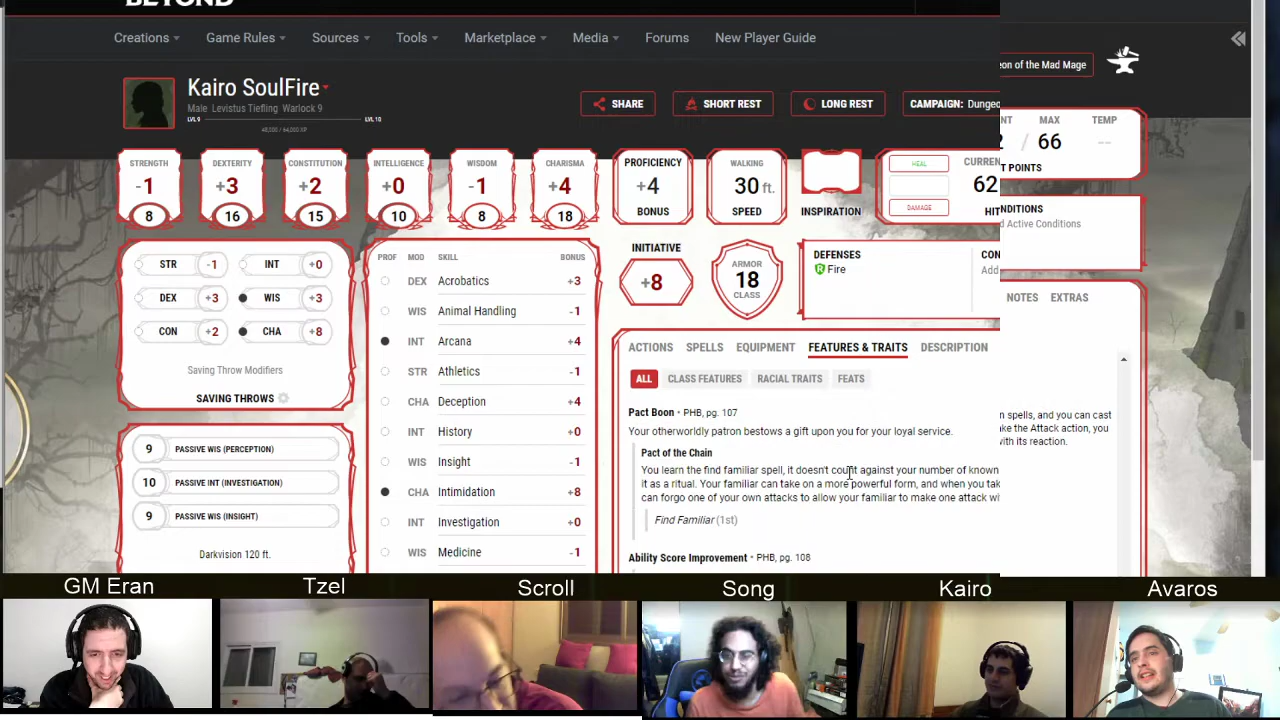 BEYOND
Creations Game Rules Sources Tools Marketplace Media Forums New Player Guide
Kairo SoulFire
Male Levistus Tiefling Warlock 9
LVL 9 LVL 10
SHARE SHORT REST LONG REST CAMPAIGN: Dunge
eon of the Mad Mage
STRENGTH DEXTERITY CONSTITUTION INTELLIGENCE WISDOM CHARISMA
-1 +3 +2 +0 -1 +4
8 16 15 10 8 18
PROFICIENCY
+4
BONUS
WALKING
30 ft.
SPEED
INSPIRATION
HEAL
DAMAGE
CURREN
62
HIT
NT MAX TEMP
2 / 66 --
T POINTS
STR -1 INT +0
DEX +3 WIS +3
CON +2 CHA +8
Saving Throw Modifiers
SAVING THROWS
9 PASSIVE WIS (PERCEPTION)
10 PASSIVE INT (INVESTIGATION)
9 PASSIVE WIS (INSIGHT)
Darkvision 120 ft.
PROF MOD SKILL BONUS
DEX Acrobatics +3
WIS Animal Handling -1
INT Arcana +4
STR Athletics -1
CHA Deception +4
INT History +0
WIS Insight -1
CHA Intimidation +8
INT Investigation +0
WIS Medicine -1
INITIATIVE
+8
ARMOR
18
CLASS
DEFENSES
Fire
CON
Add
NDITIONS
d Active Conditions
ACTIONS SPELLS EQUIPMENT FEATURES & TRAITS DESCRIPTION
NOTES EXTRAS
ALL CLASS FEATURES RACIAL TRAITS FEATS
Pact Boon • PHB, pg. 107
Your otherworldly patron bestows a gift upon you for your loyal service.
Pact of the Chain
You learn the find familiar spell, it doesn't count against your number of known
it as a ritual. Your familiar can take on a more powerful form, and when you tak
can forgo one of your own attacks to allow your familiar to make one attack wi
n spells, and you can cast
ke the Attack action, you
with its reaction.
Find Familiar (1st)
Ability Score Improvement • PHB, pg. 108
GM Eran Tzel Scroll Song Kairo Avaros